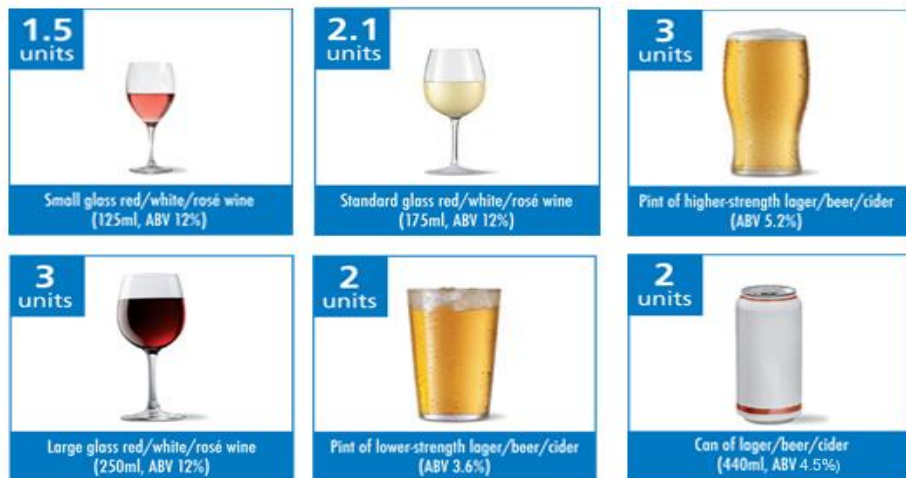 1.5
units
Small glass red/white/rosé wine
(125ml, ABV 12%)
2.1
units
Standard glass red/white/rosé wine
(175ml, ABV 12%)
3
units
Pint of higher-strength lager/beer/cider
(ABV 5.2%)
3
units
Large glass red/white/rosé wine
(250ml, ABV 12%)
2
units
Pint of lower-strength lager/beer/cider
(ABV 3.6%)
2
units
Can of lager/beer/cider
(440ml, ABV 4.5%)